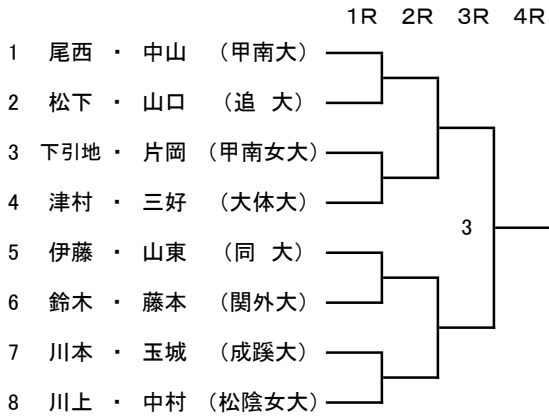 1R 2R 3R 4R
1 尾西 ・ 中山 (甲南大)
2 松下 ・ 山口 (追 大)
3 下引地 ・ 片岡 (甲南女大)
4 津村 ・ 三好 (大体大)
3
5 伊藤 ・ 山東 (同 大)
6 鈴木 ・ 藤本 (関外大)
7 川本 ・ 玉城 (成蹊大)
8 川上 ・ 中村 (松陰女大)